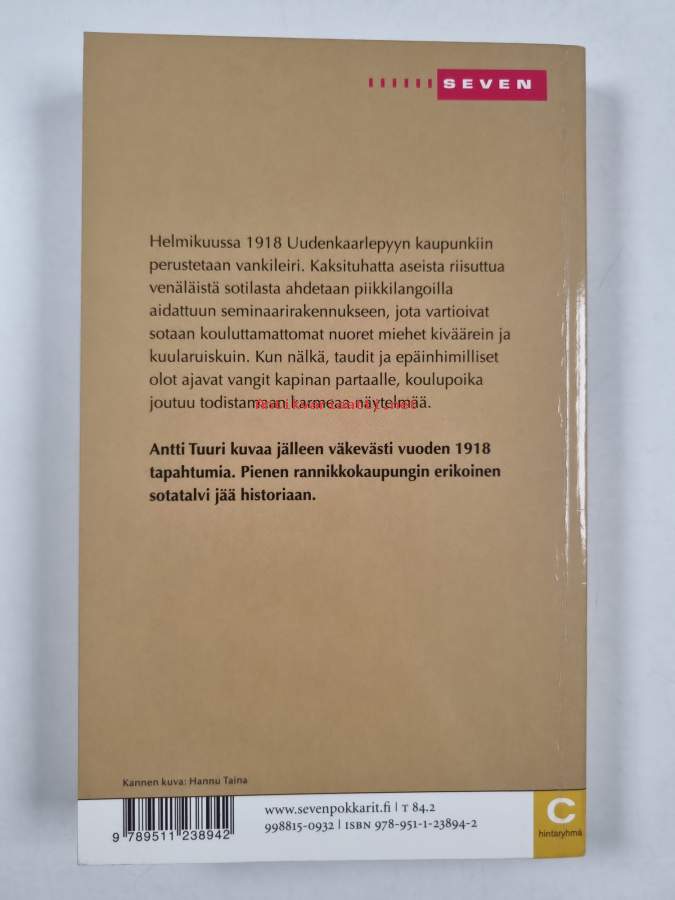 SEVEN
Helmikuussa 1918 Uudenkaarlepyyn kaupunkiin
perustetaan vankileiri. Kaksituhatta aseista riisuttua
venäläistä sotilasta ahdetaan piikkilangoilla
aidattuun seminaarirakennukseen, jota vartioivat
sotaan kouluttamattomat nuoret miehet kiväärein ja
kuularuiskuin. Kun nälkä, taudit ja epäinhimilliset
olot ajavat vangit kapinan partaalle, koulupoika
joutuu todistamaan karmeaa näytelmää.
Antikvariaatti.net
Antti Tuuri kuvaa jälleen väkevästi vuoden 1918
tapahtumia. Pienen rannikkokaupungin erikoinen
sotatalvi jää historiaan.
Kannen kuva: Hannu Taina
9 789511 238942
www.sevenpokkarit.fi | T 84.2
998815-0932 | ISBN 978-951-1-23894-2
C
hintaryhmä